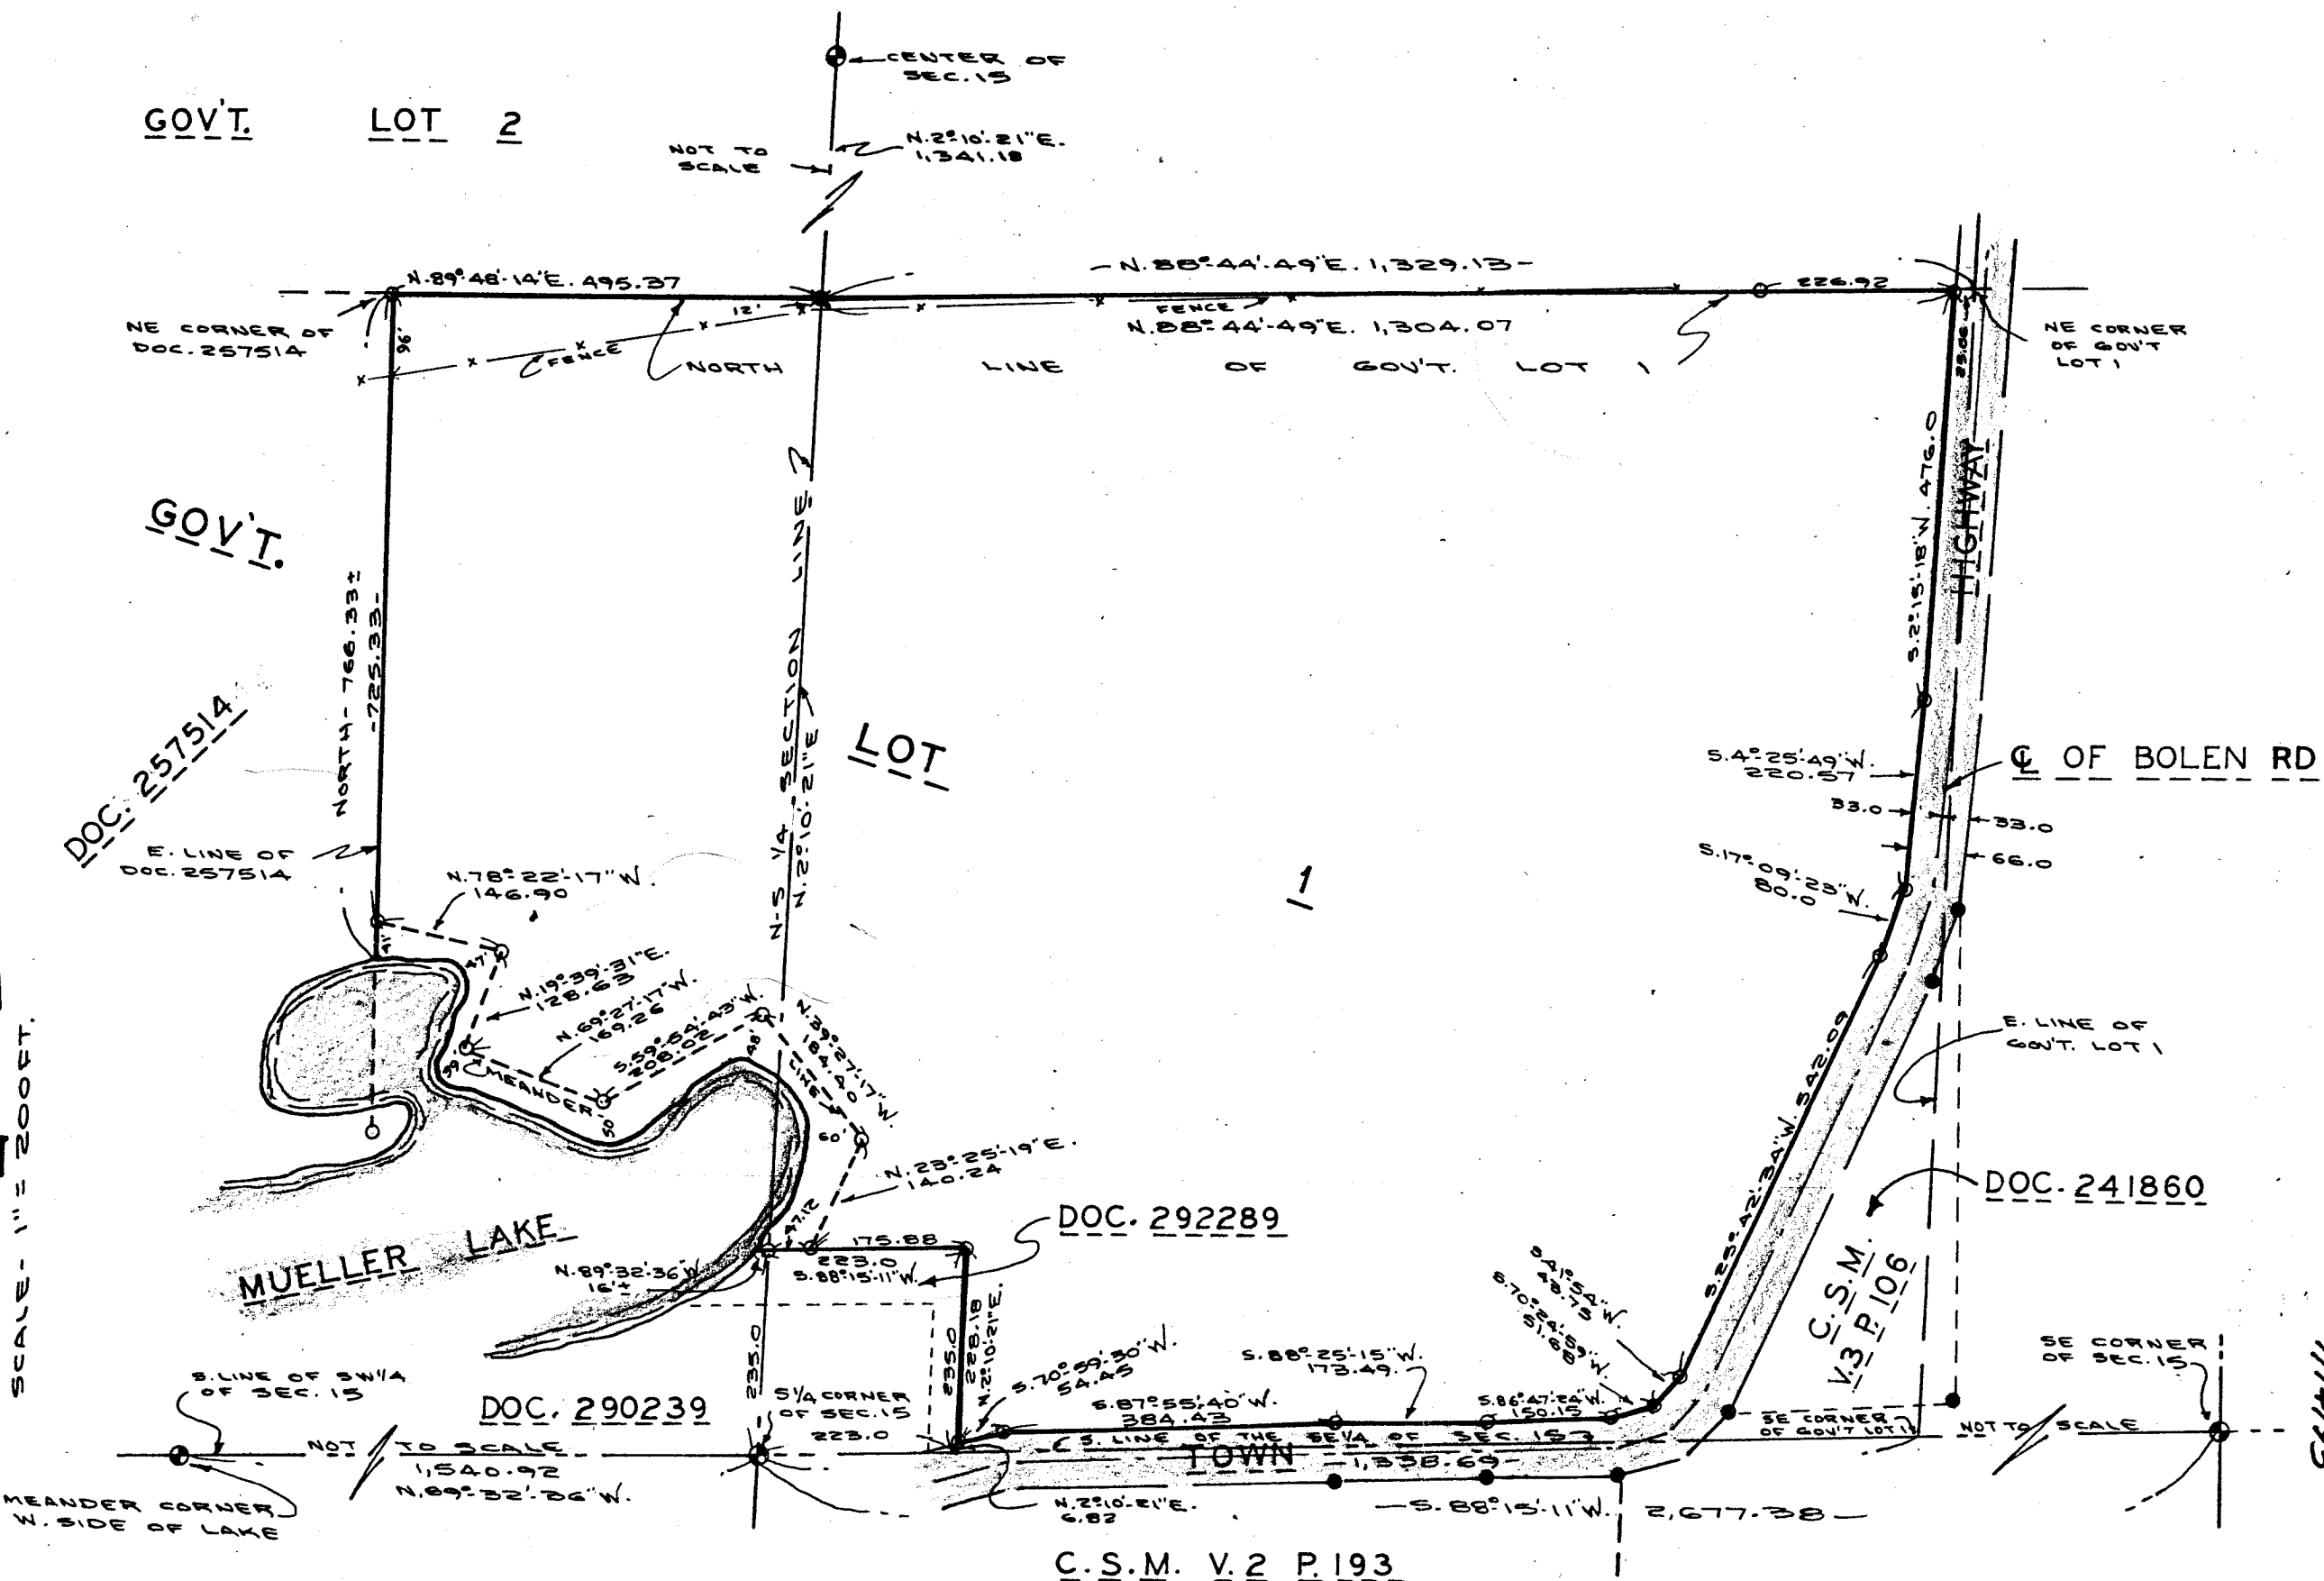 CENTER OF
SEC. 15
GOV'T. LOT 2
NOT TO
SCALE
N.2°-10'-21"E.
1,341.18
N.89°-48'-14"E. 495.37
-N.88°-44'-49"E. 1,329.13-
226.92
NE CORNER OF
DOC. 257514
96'
12'
FENCE
FENCE
N.88°-44'-49"E. 1,304.07
NORTH LINE OF GOV'T. LOT 1
25.06
NE CORNER
OF GOV'T
LOT 1
GOV'T.
LOT
1
NORTH- 766.33±
-725.33-
N-S 1/4 SECTION LINE
N.2°-10'-21"E
S.2°-15'-18"W. 476.0
HIGHWAY
DOC. 257514
E. LINE OF
DOC. 257514
S.4°-25'-49"W.
220.57
℄ OF BOLEN RD
33.0
33.0
66.0
S.17°-09'-23"W.
80.0
N.78°-22'-17"W.
146.90
41'
47'
N.19°-39'-31"E.
128.63
N.69°-27'-17"W.
169.26
S.59°-54'-43"W.
208.02
N.39°-27'-17"W.
184.40
39'
MEANDER
LINE
50'
48'
60'
N.23°-25'-19"E.
140.24
47.12
175.88
223.0
S.88°-15'-11"W.
DOC. 292289
N.89°-32'-36"W
16'±
MUELLER LAKE
SCALE- 1"= 200FT.
E. LINE OF
GOV'T. LOT 1
S.25°-42'-34"W. 542.09
DOC. 241860
C.S.M.
V.3 P. 106
S.70°-24'-59"W.
51.68
235.0
235.0
228.18
N.2°-10'-21"E.
S.70°-59'-30"W.
54.45
S.87°-55'-40"W.
384.43
S.88°-25'-15"W.
173.49
S.86°-47'-24"W.
150.15
SE CORNER
OF SEC. 15
S. LINE OF SW1/4
OF SEC. 15
DOC. 290239
S1/4 CORNER
OF SEC. 15
223.0
SE CORNER
OF GOV'T LOT 1
NOT TO SCALE
NOT TO SCALE
S. LINE OF THE SE1/4 OF SEC. 15
TOWN
-1,338.69-
1,540.92
N.89°-32'-36"W.
MEANDER CORNER
W. SIDE OF LAKE
N.2°-10'-21"E.
6.82
-S.88°-15'-11"W. 2,677.38-
C.S.M. V.2 P. 193